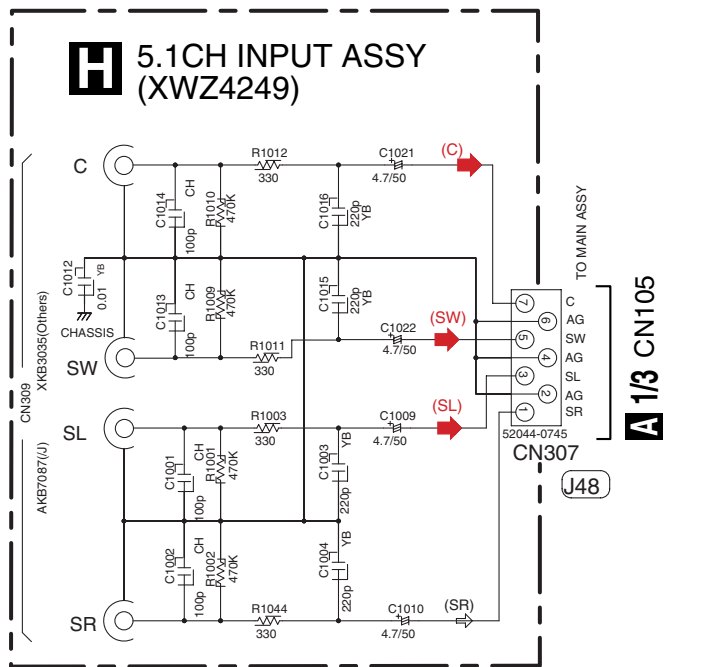 H 5.1CH INPUT ASSY
(XWZ4249)
C
R1012
330
C1021
4.7/50
(C)
C1014
CH
100p
R1010
470K
C1016
220p
YB
C1012
YB
0.01
CHASSIS
C1013
CH
100p
R1009
470K
C1015
220p
YB
R1011
330
C1022
4.7/50
(SW)
SW
CN309
XKB3035(Others)
AKB7087(/J)
SL
R1003
330
C1009
4.7/50
(SL)
C1001
CH
100p
R1001
470K
C1003
YB
220p
C1002
CH
100p
R1002
470K
C1004
YB
220p
SR
R1044
330
C1010
4.7/50
(SR)
TO MAIN ASSY
7 C
6 AG
5 SW
4 AG
3 SL
2 AG
1 SR
52044-0745
CN307
J48
A 1/3 CN105